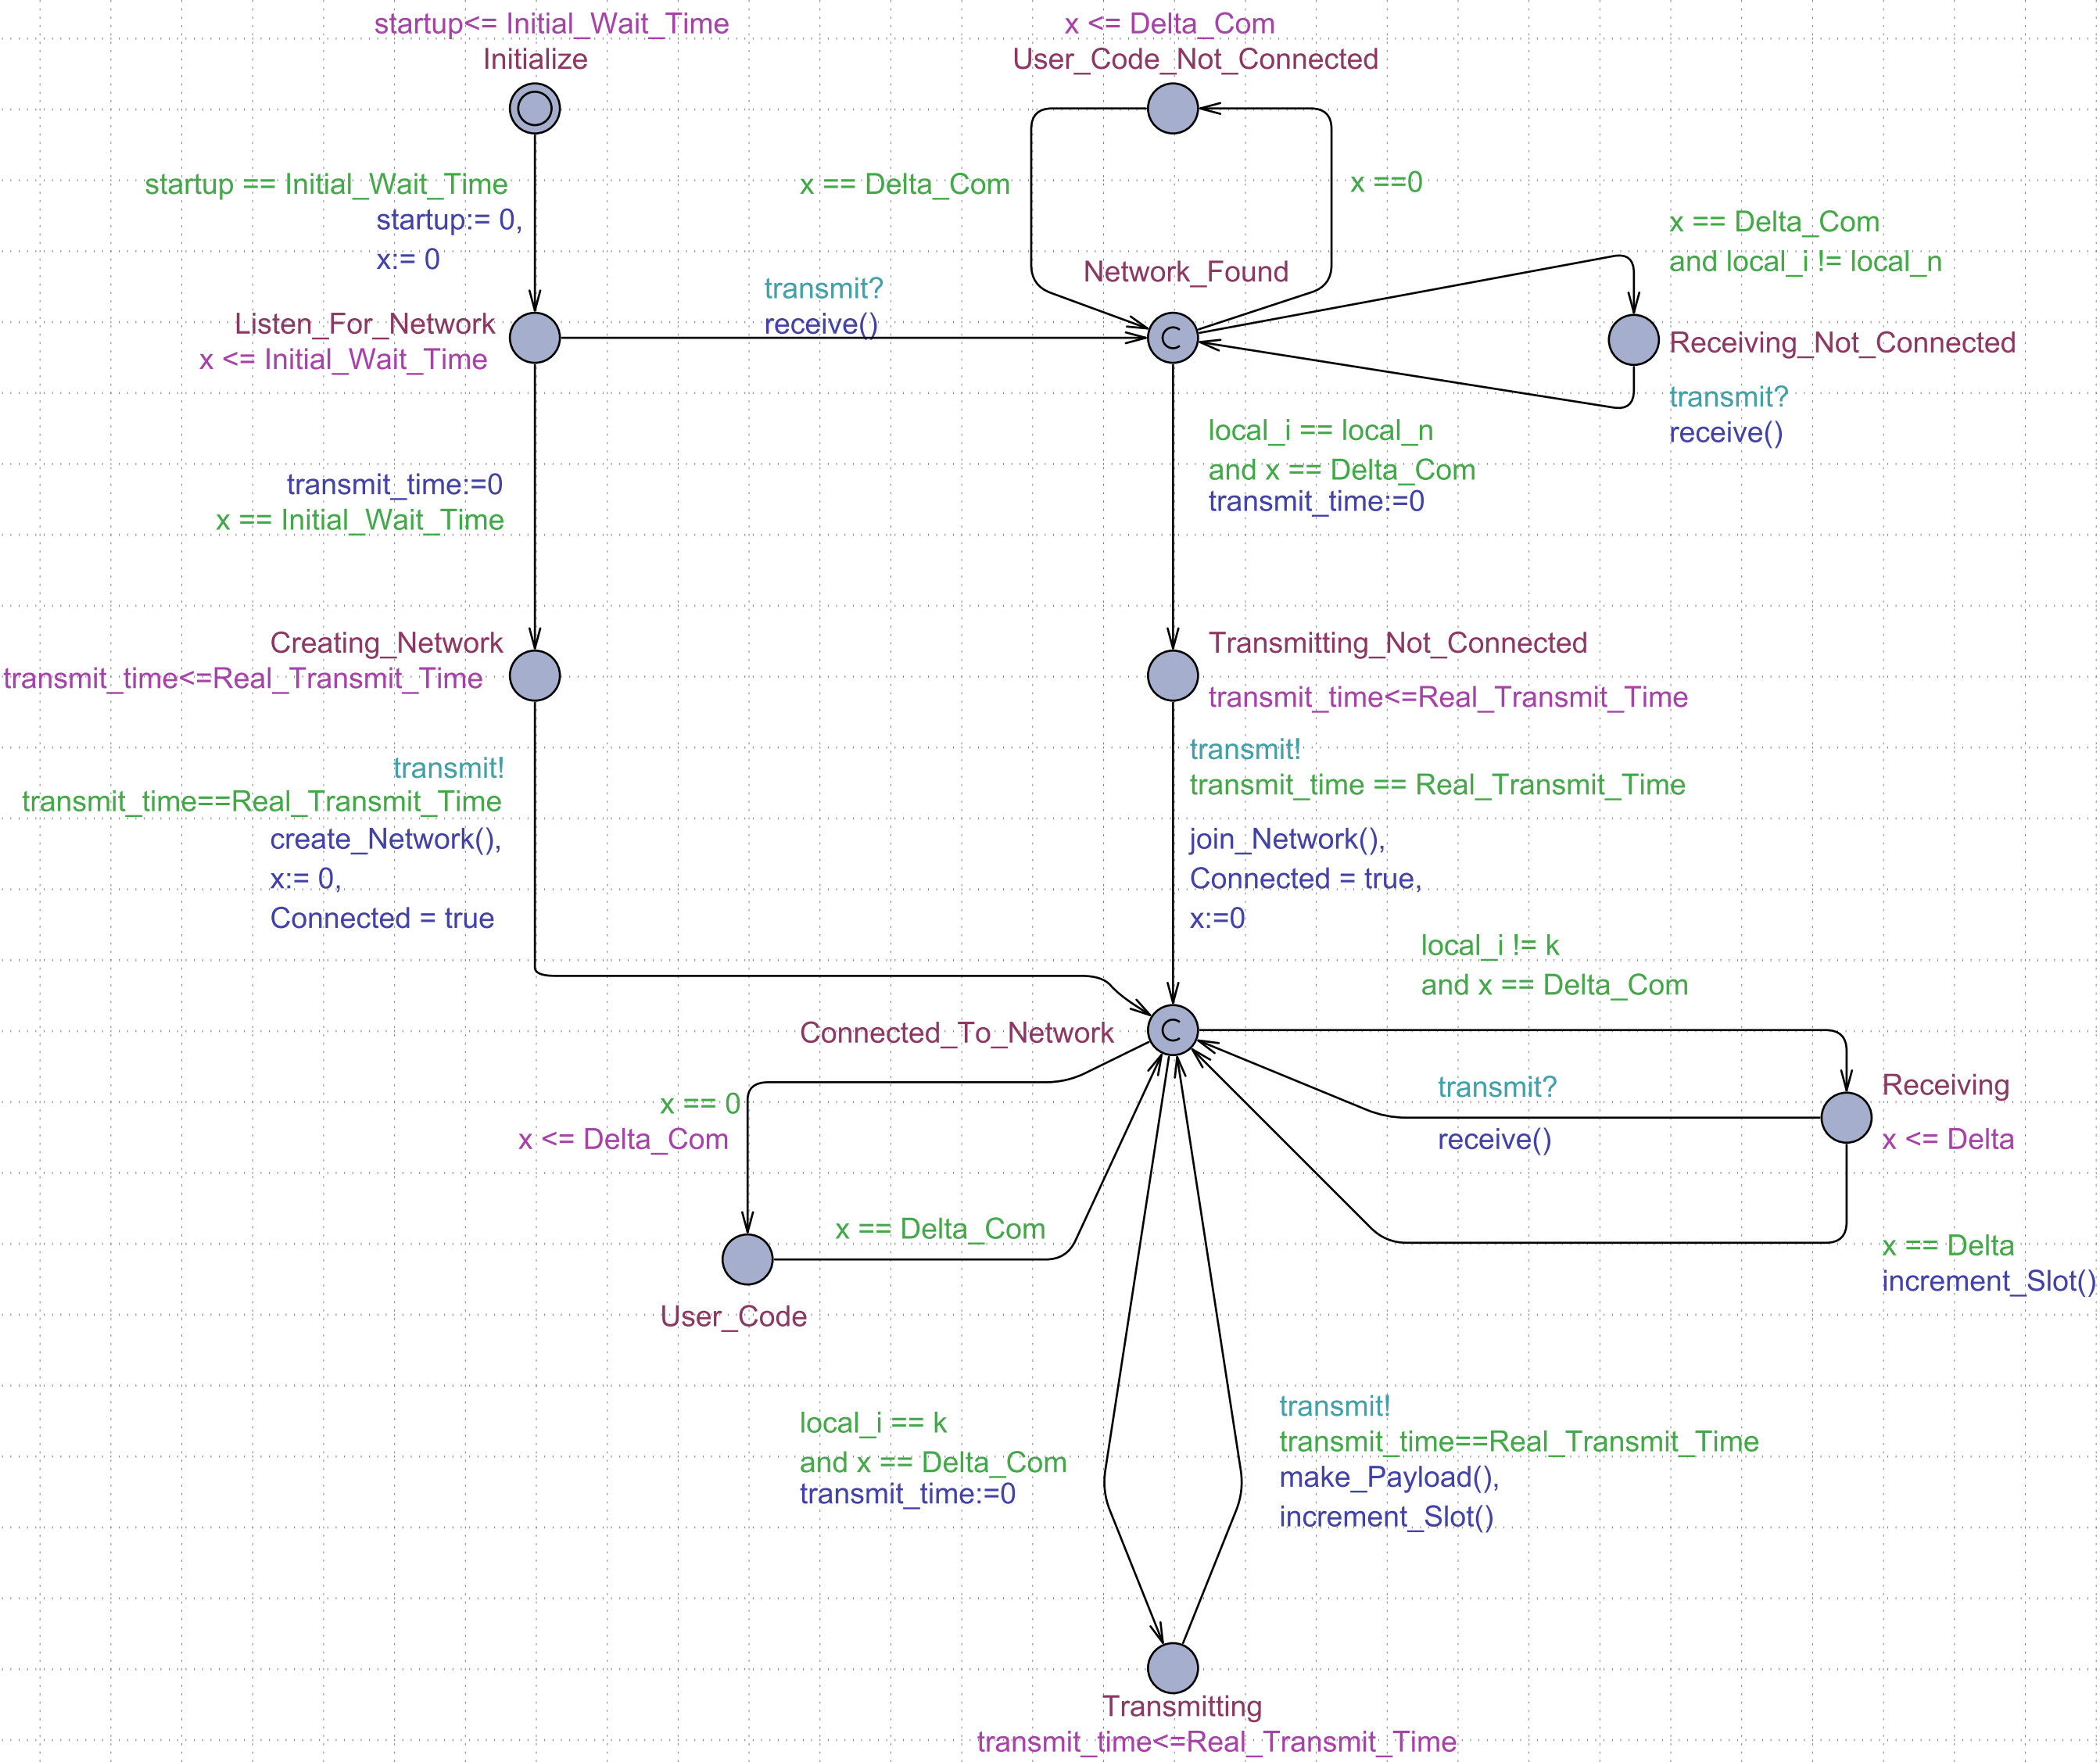 startup<= Initial_Wait_Time
Initialize
x <= Delta_Com
User_Code_Not_Connected
startup == Initial_Wait_Time
startup:= 0,
x:= 0
x == Delta_Com
x ==0
x == Delta_Com
and local_i != local_n
Network_Found
transmit?
receive()
C
Listen_For_Network
x <= Initial_Wait_Time
Receiving_Not_Connected
transmit?
receive()
local_i == local_n
and x == Delta_Com
transmit_time:=0
transmit_time:=0
x == Initial_Wait_Time
Creating_Network
transmit_time<=Real_Transmit_Time
Transmitting_Not_Connected
transmit_time<=Real_Transmit_Time
transmit!
transmit_time==Real_Transmit_Time
create_Network(),
x:= 0,
Connected = true
transmit!
transmit_time == Real_Transmit_Time
join_Network(),
Connected = true,
x:=0
local_i != k
and x == Delta_Com
Connected_To_Network
C
x == 0
x <= Delta_Com
transmit?
receive()
Receiving
x <= Delta
x == Delta_Com
x == Delta
increment_Slot()
User_Code
local_i == k
and x == Delta_Com
transmit_time:=0
transmit!
transmit_time==Real_Transmit_Time
make_Payload(),
increment_Slot()
Transmitting
transmit_time<=Real_Transmit_Time